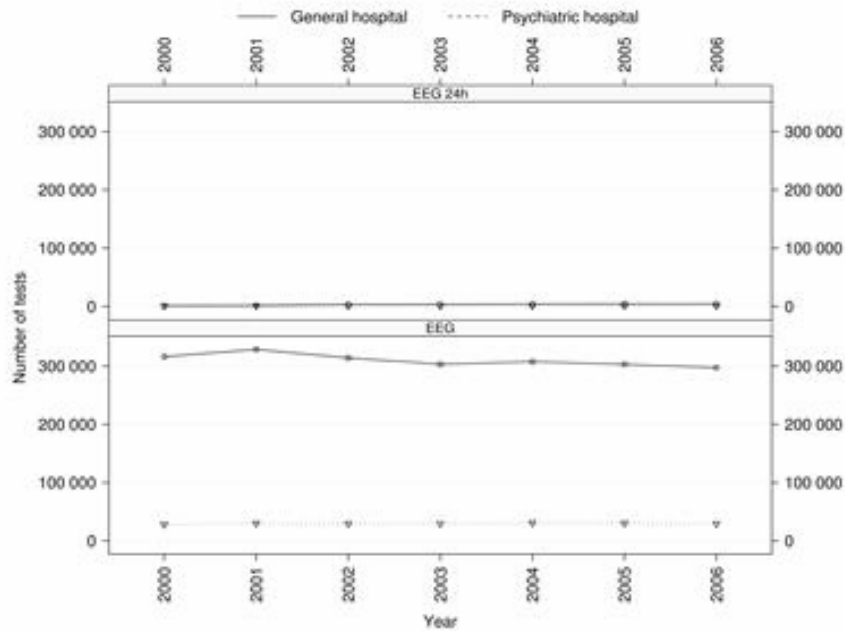 General hospital Psychiatric hospital
2000 2001 2002 2003 2004 2005 2006
EEG 24h
300 000 300 000
200 000 200 000
100 000 100 000
0 0
Number of tests
EEG
300 000 300 000
200 000 200 000
100 000 100 000
0 0
2000 2001 2002 2003 2004 2005 2006
Year